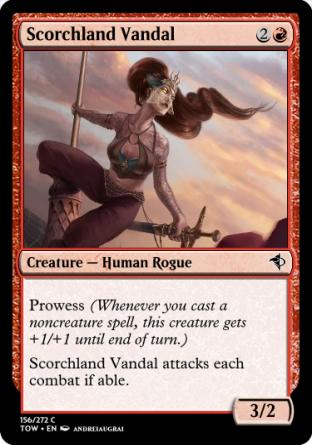 Scorchland Vandal 2
Creature — Human Rogue
Prowess (Whenever you cast a
noncreature spell, this creature gets
+1/+1 until end of turn.)
Scorchland Vandal attacks each
combat if able.
3/2
156/272 C
TOW • EN ANDREIAUGRAI